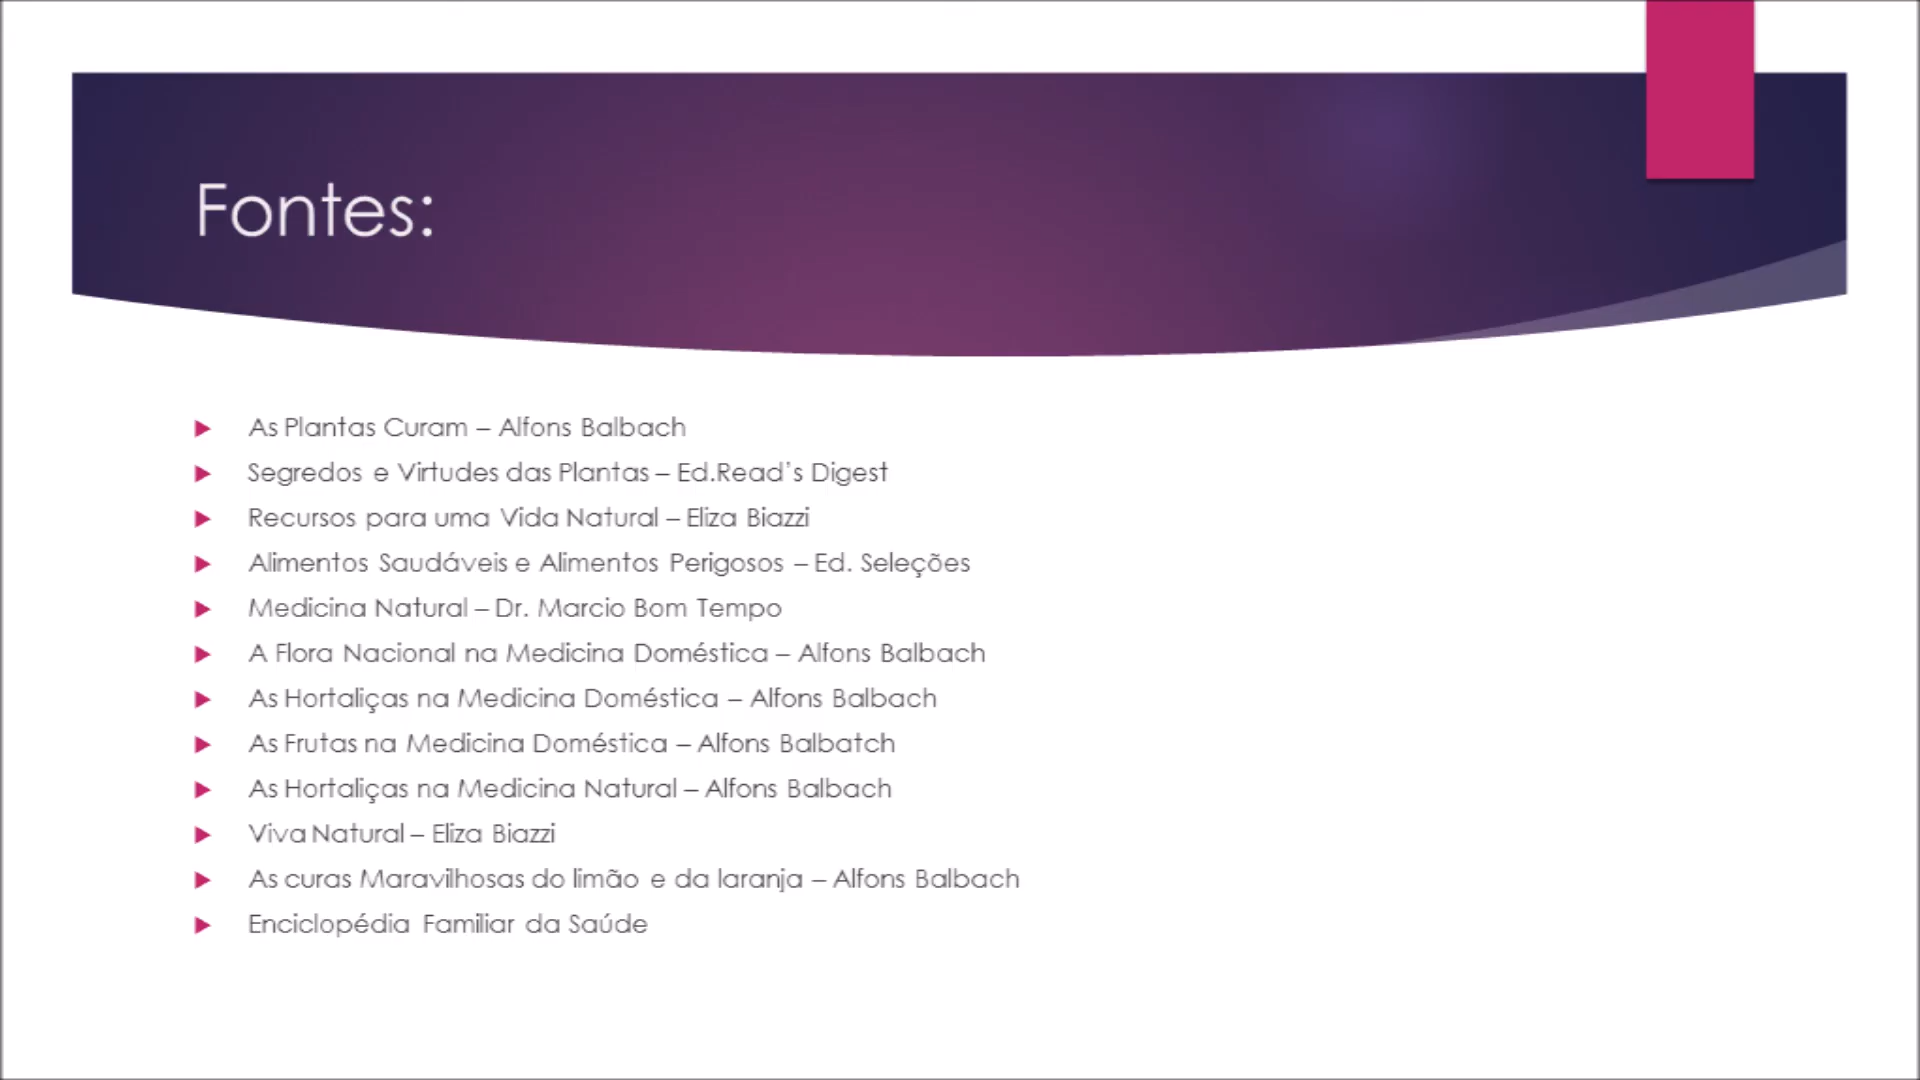 Fontes:
As Plantas Curam – Alfons Balbach
Segredos e Virtudes das Plantas – Ed.Read’s Digest
Recursos para uma Vida Natural – Eliza Biazzi
Alimentos Saudáveis e Alimentos Perigosos – Ed. Seleções
Medicina Natural – Dr. Marcio Bom Tempo
A Flora Nacional na Medicina Doméstica – Alfons Balbach
As Hortaliças na Medicina Doméstica – Alfons Balbach
As Frutas na Medicina Doméstica – Alfons Balbatch
As Hortaliças na Medicina Natural – Alfons Balbach
Viva Natural – Eliza Biazzi
As curas Maravilhosas do limão e da laranja – Alfons Balbach
Enciclopédia Familiar da Saúde